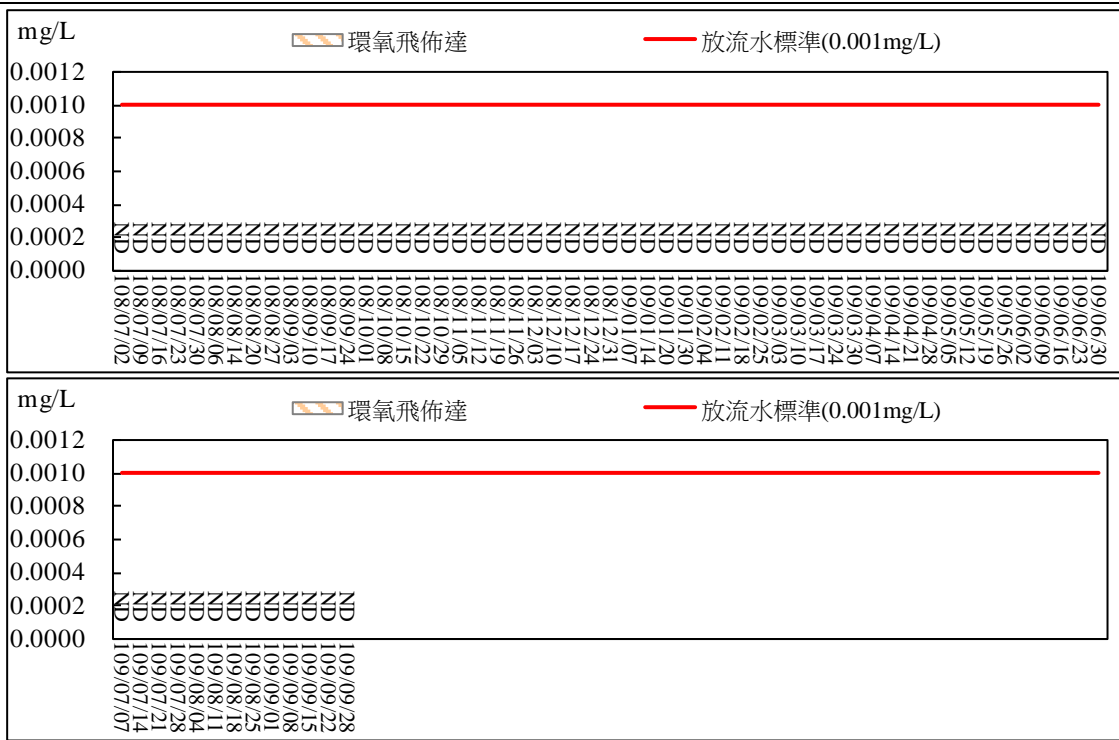 mg/L
環氧飛佈達 放流水標準(0.001mg/L)
0.0012
0.0010
0.0008
0.0006
0.0004
0.0002
0.0000
ND ND ND ND ND ND ND ND ND ND ND ND ND ND ND ND ND ND ND ND ND ND ND ND ND ND ND ND ND ND ND ND ND ND ND ND ND ND ND ND ND ND ND ND ND ND ND ND ND ND ND ND ND
108/07/02 108/07/09 108/07/16 108/07/23 108/07/30 108/08/06 108/08/14 108/08/20 108/08/27 108/09/03 108/09/10 108/09/17 108/09/24 108/10/01 108/10/08 108/10/15 108/10/22 108/10/29 108/11/05 108/11/12 108/11/19 108/11/26 108/12/03 108/12/10 108/12/17 108/12/24 108/12/31 109/01/07 109/01/14 109/01/20 109/01/30 109/02/04 109/02/11 109/02/18 109/02/25 109/03/03 109/03/10 109/03/17 109/03/24 109/03/30 109/04/07 109/04/14 109/04/21 109/04/28 109/05/05 109/05/12 109/05/19 109/05/26 109/06/02 109/06/09 109/06/16 109/06/23 109/06/30
mg/L
環氧飛佈達 放流水標準(0.001mg/L)
0.0012
0.0010
0.0008
0.0006
0.0004
0.0002
0.0000
ND ND ND ND ND ND ND ND ND ND ND ND ND
109/07/07 109/07/14 109/07/21 109/07/28 109/08/04 109/08/11 109/08/18 109/08/25 109/09/01 109/09/08 109/09/15 109/09/22 109/09/28